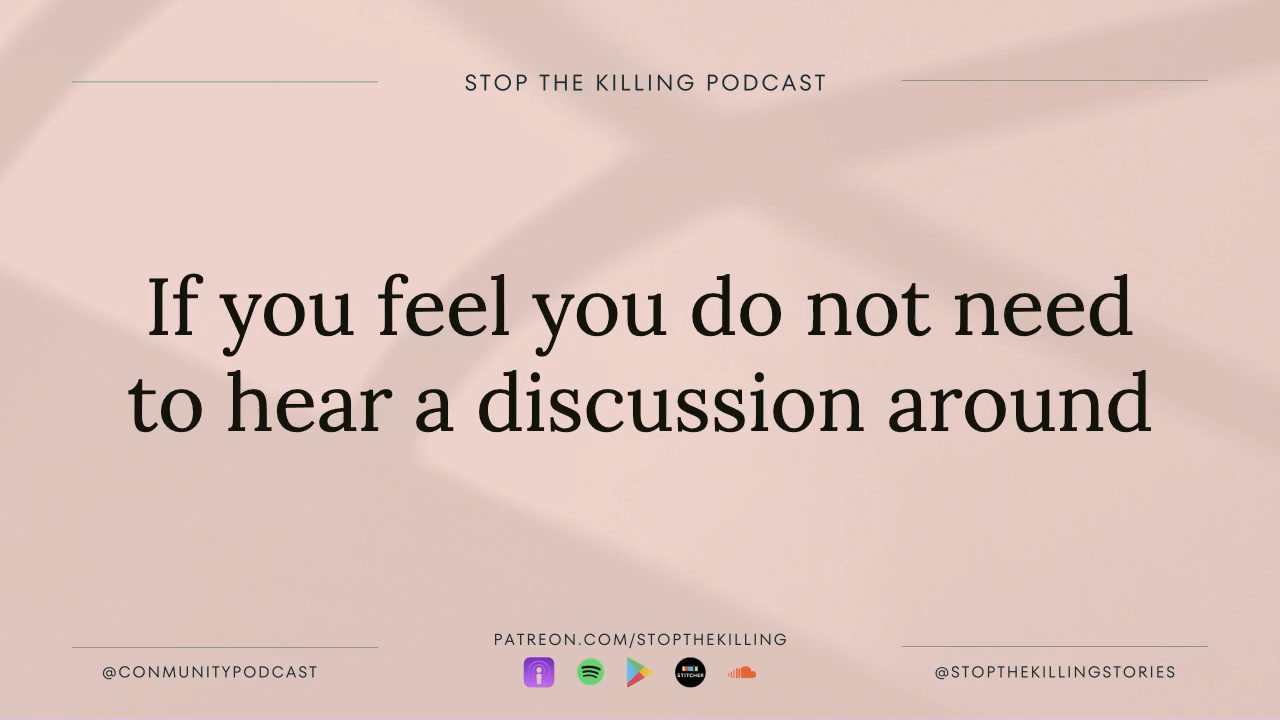 STOP THE KILLING PODCAST
If you feel you do not need
to hear a discussion around
PATREON.COM/STOPTHEKILLING
@CONMUNITYPODCAST
STITCHER
@STOPTHEKILLINGSTORIES